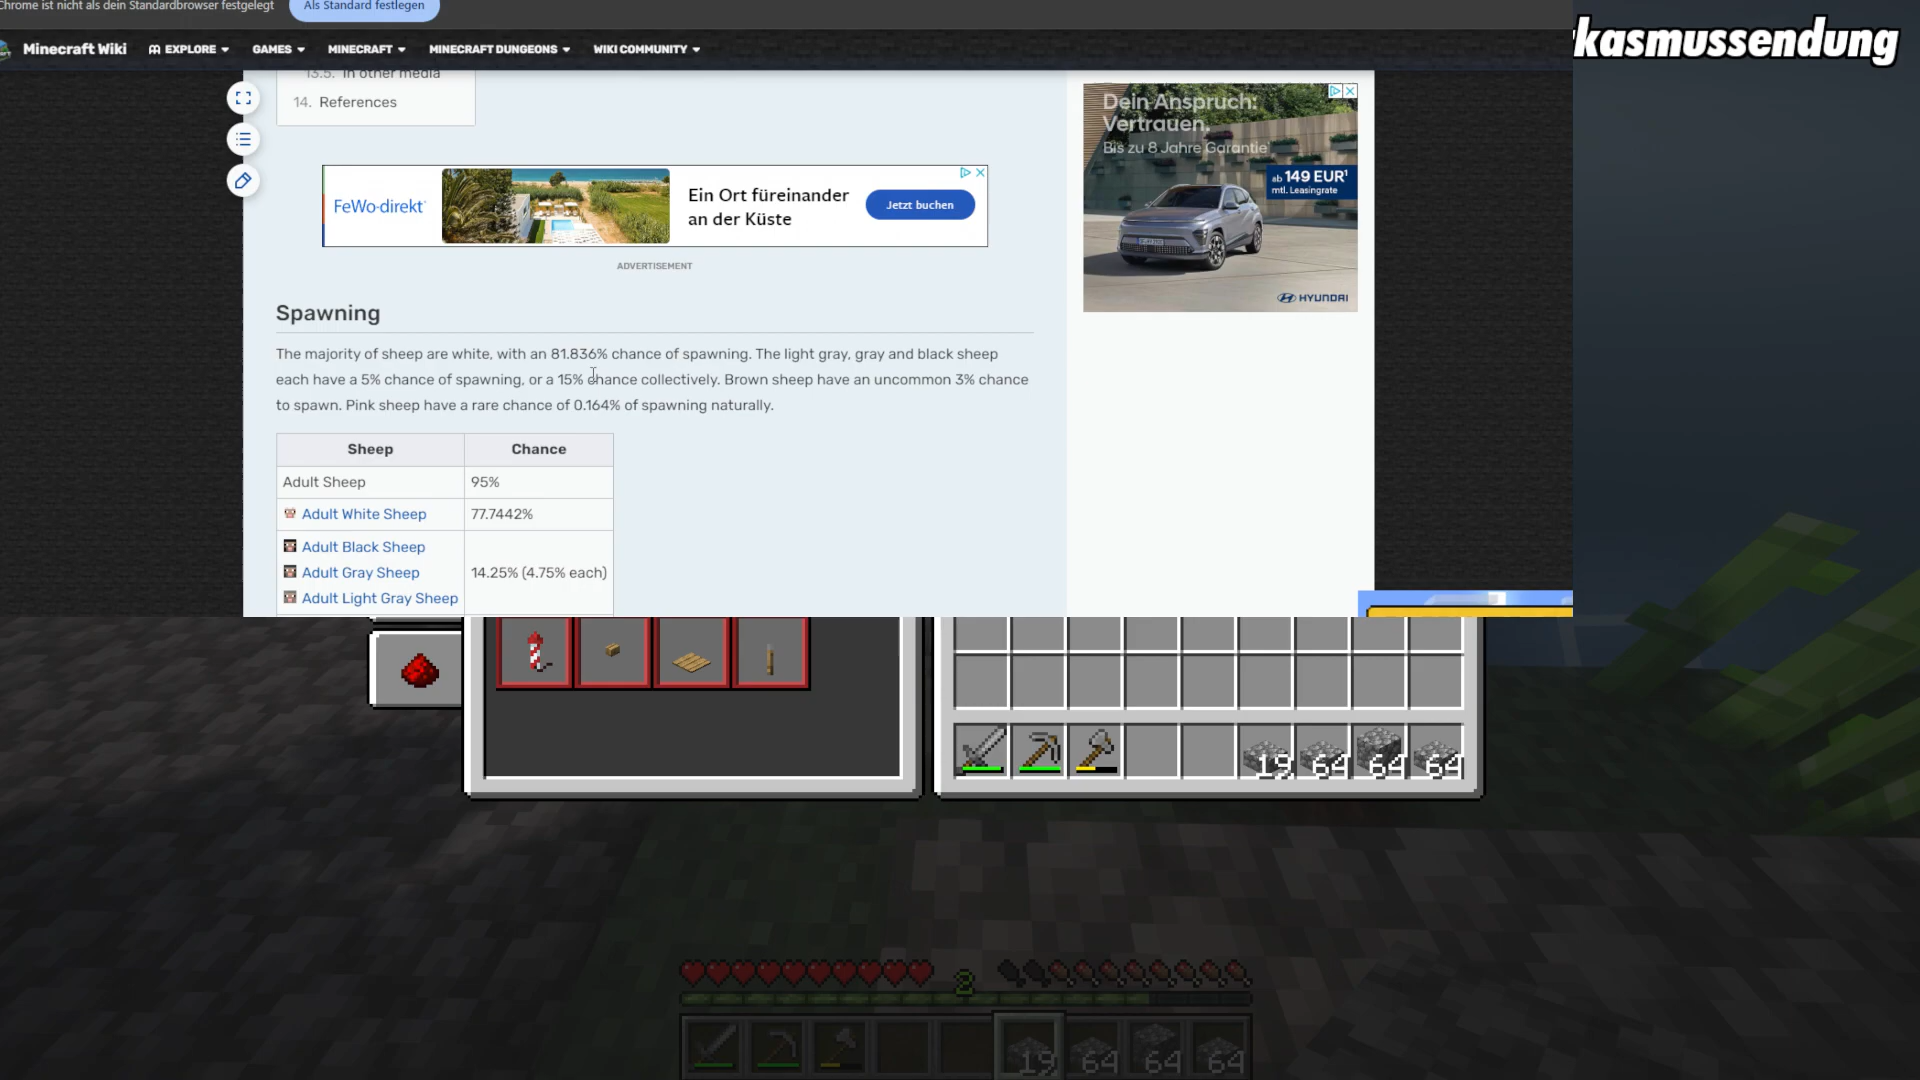 Chrome ist nicht als dein Standardbrowser festgelegt
Als Standard festlegen
kasmussendung
Minecraft Wiki
EXPLORE
GAMES
MINECRAFT
MINECRAFT DUNGEONS
WIKI COMMUNITY
13.5. In other media
14. References
Dein Anspruch:
Vertrauen.
Bis zu 8 Jahre Garantie
ab 149 EUR¹
mtl. Leasingrate
HYUNDAI
FeWo-direkt
Ein Ort füreinander
an der Küste
Jetzt buchen
ADVERTISEMENT
Spawning
The majority of sheep are white, with an 81.836% chance of spawning. The light gray, gray and black sheep
each have a 5% chance of spawning, or a 15% chance collectively. Brown sheep have an uncommon 3% chance
to spawn. Pink sheep have a rare chance of 0.164% of spawning naturally.
Sheep Chance
Adult Sheep 95%
Adult White Sheep 77.7442%
Adult Black Sheep
Adult Gray Sheep 14.25% (4.75% each)
Adult Light Gray Sheep
19 64 64 64
2
19 64 64 64